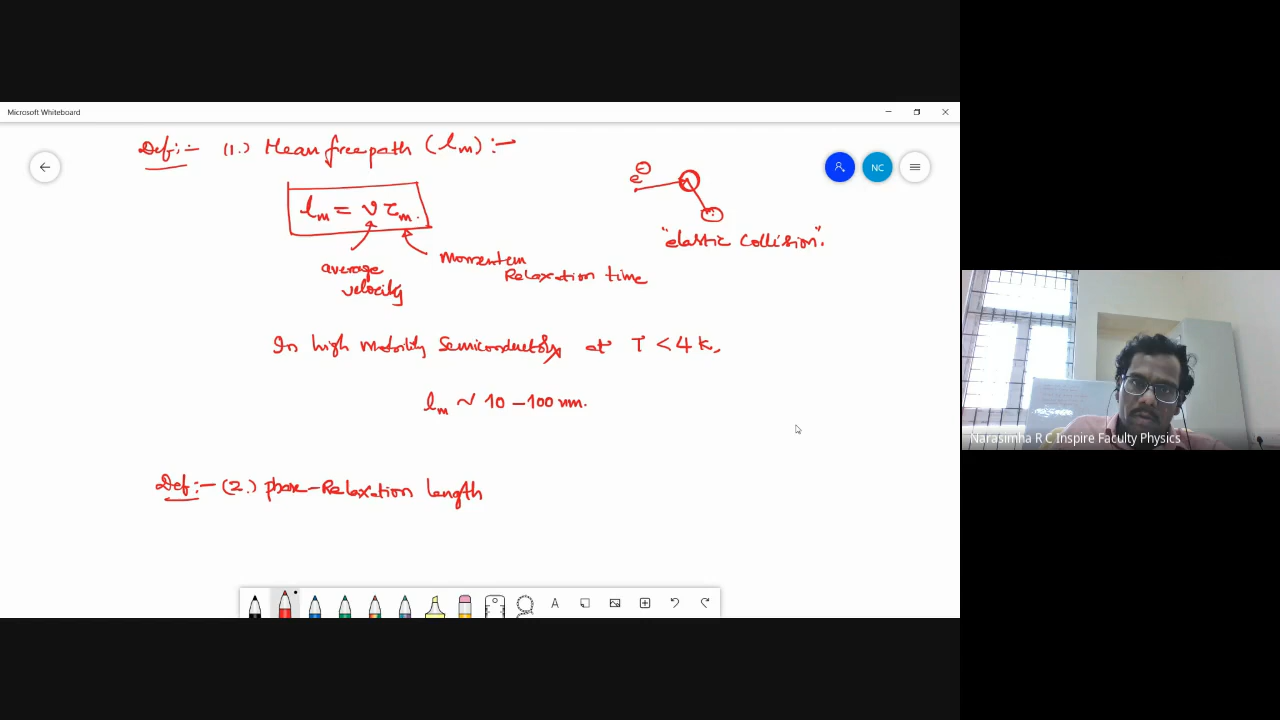 Microsoft Whiteboard
Def:- (1.) Mean free path (lm) :-
e⊖
lm = ν τm.
"elastic collision".
average velocity
momentum Relaxation time
In high mobility Semiconductors at T < 4 K,
lm ~ 10 – 100 nm.
Def:- (2.) phase-Relaxation length
NC
A
Narasimha R C Inspire Faculty Physics